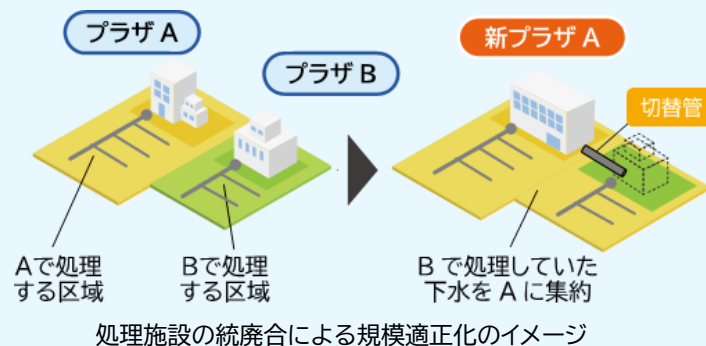 プラザ A
プラザ B
新プラザ A
切替管
Aで処理
する区域
Bで処理
する区域
B で処理していた
下水を A に集約
処理施設の統廃合による規模適正化のイメージ